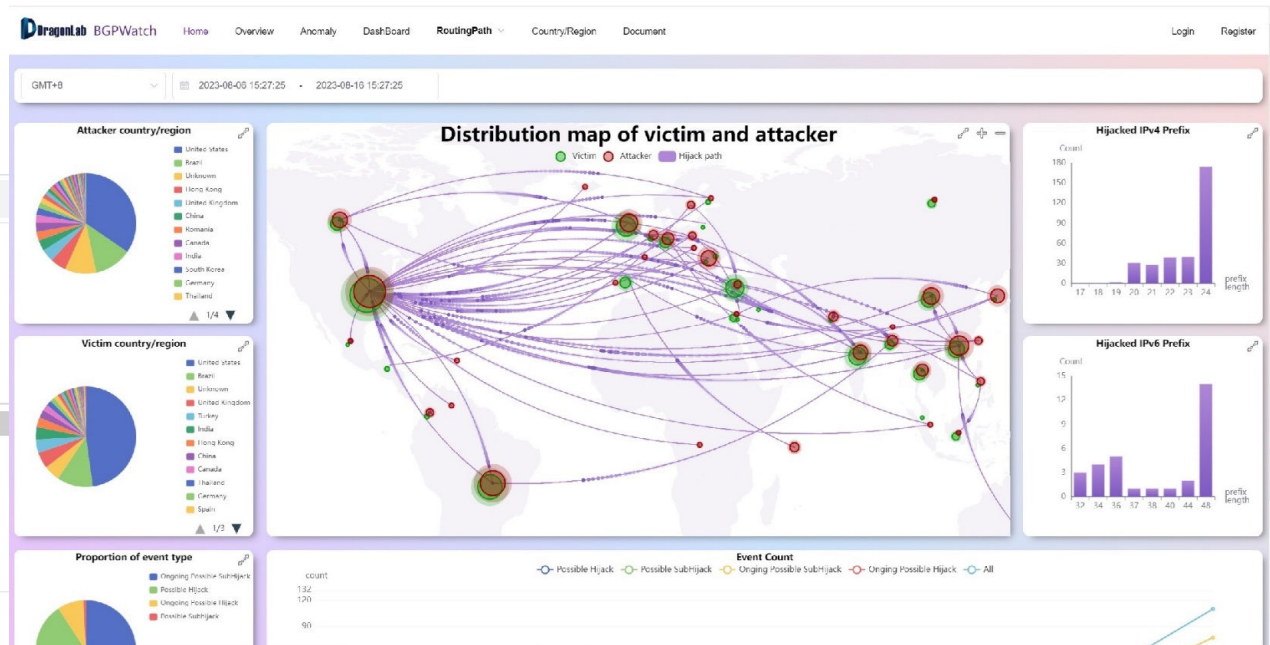 DragonLab BGPWatch Home Overview Anomaly DashBoard RoutingPath Country/Region Document Login Register
GMT+8 2023-08-06 15:27:25 - 2023-08-16 15:27:25
Attacker country/region
United States
Brazil
Unknown
Hong Kong
United Kingdom
China
Romania
Canada
India
South Korea
Germany
Thailand
1/4
Distribution map of victim and attacker
Victim Attacker Hijack path
Hijacked IPv4 Prefix
Count
180
150
120
90
60
30
0
17 18 19 20 21 22 23 24
prefix
length
Victim country/region
United States
Brazil
Unknown
United Kingdom
Turkey
India
Hong Kong
China
Canada
Thailand
Germany
Spain
1/3
Hijacked IPv6 Prefix
Count
15
12
9
6
3
0
32 34 36 37 38 40 44 48
prefix
length
Proportion of event type
Ongoing Possible SubHijack
Possible Hijack
Ongoing Possible Hijack
Possible SubHijack
Event Count
Possible Hijack Possible SubHijack Onging Possible SubHijack Onging Possible Hijack All
count
132
120
90